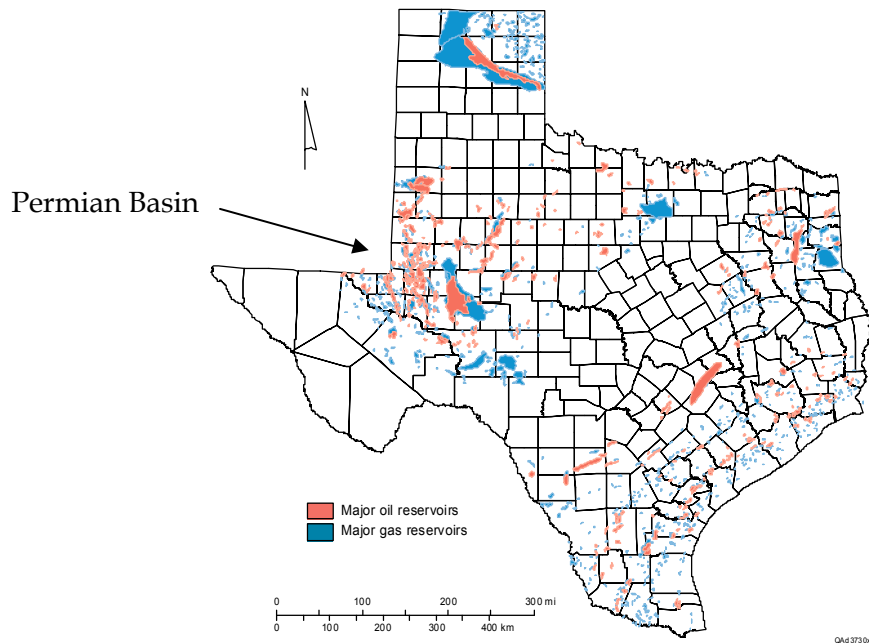 N
Permian Basin
Major oil reservoirs
Major gas reservoirs
0 100 200 300 mi
0 100 200 300 400 km
QAd3730x